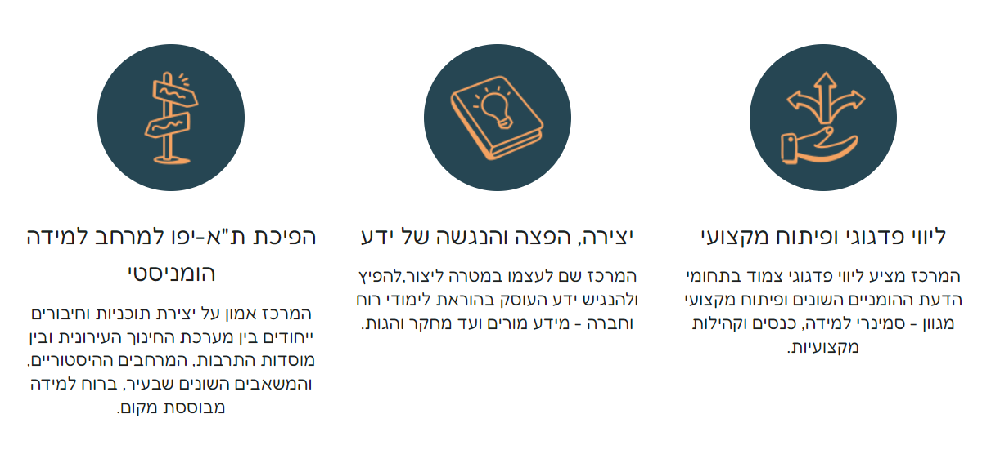 ליווי פדגוגי ופיתוח מקצועי
המרכז מציע ליווי פדגוגי צמוד בתחומי
הדעת ההומניים השונים ופיתוח מקצועי
מגוון - סמינרי למידה, כנסים וקהילות
מקצועיות.
יצירה, הפצה והנגשה של ידע
המרכז שם לעצמו במטרה ליצור,להפיץ
ולהנגיש ידע העוסק בהוראת לימודי רוח
וחברה - מידע מורים ועד מחקר והגות.
הפיכת ת"א-יפו למרחב למידה
הומניסטי
המרכז אמון על יצירת תוכניות וחיבורים
ייחודים בין מערכת החינוך העירונית ובין
מוסדות התרבות, המרחבים ההיסטוריים,
והמשאבים השונים שבעיר, ברוח למידה
מבוססת מקום.